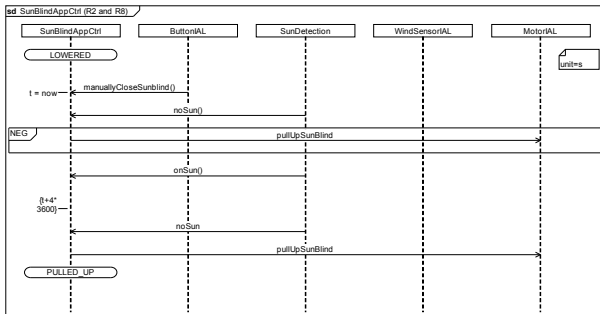 sd SunBlindAppCtrl (R2 and R8)
SunBlindAppCtrl
ButtonIAL
SunDetection
WindSensorIAL
MotorIAL
LOWERED
unit=s
t = now
manuallyCloseSunblind()
noSun()
NEG
pullUpSunBlind
onSun()
{t+4*
3600}
noSun
pullUpSunBlind
PULLED_UP